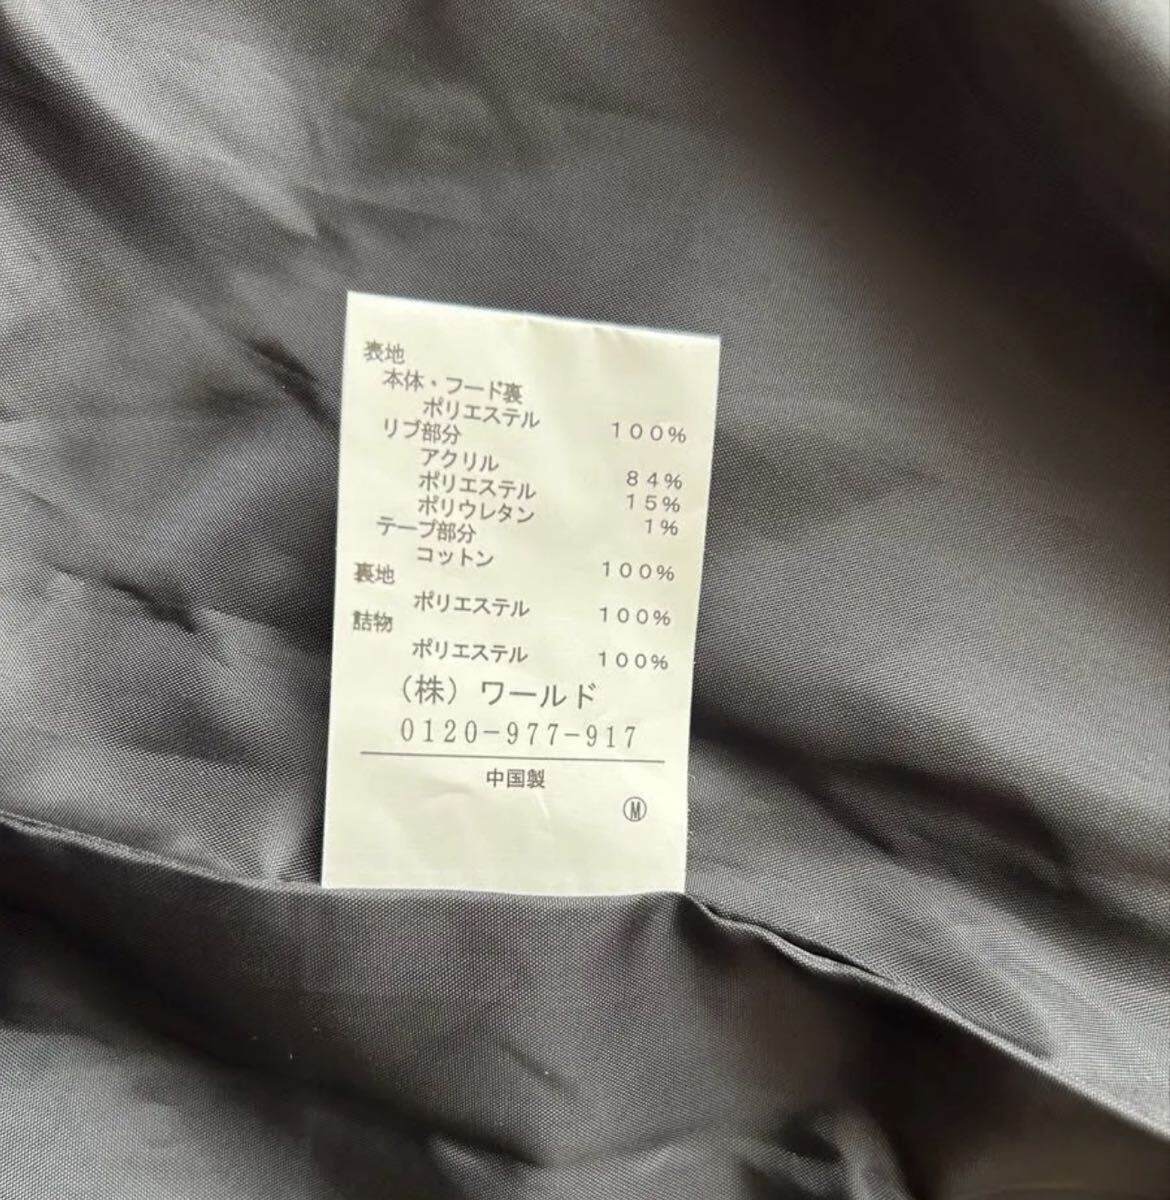 表地
本体・フード裏
ポリエステル 100%
リブ部分
アクリル 84%
ポリエステル 15%
ポリウレタン 1%
テープ部分
コットン 100%
裏地
ポリエステル 100%
詰物
ポリエステル 100%
（株）ワールド
0120-977-917
中国製
Ⓜ